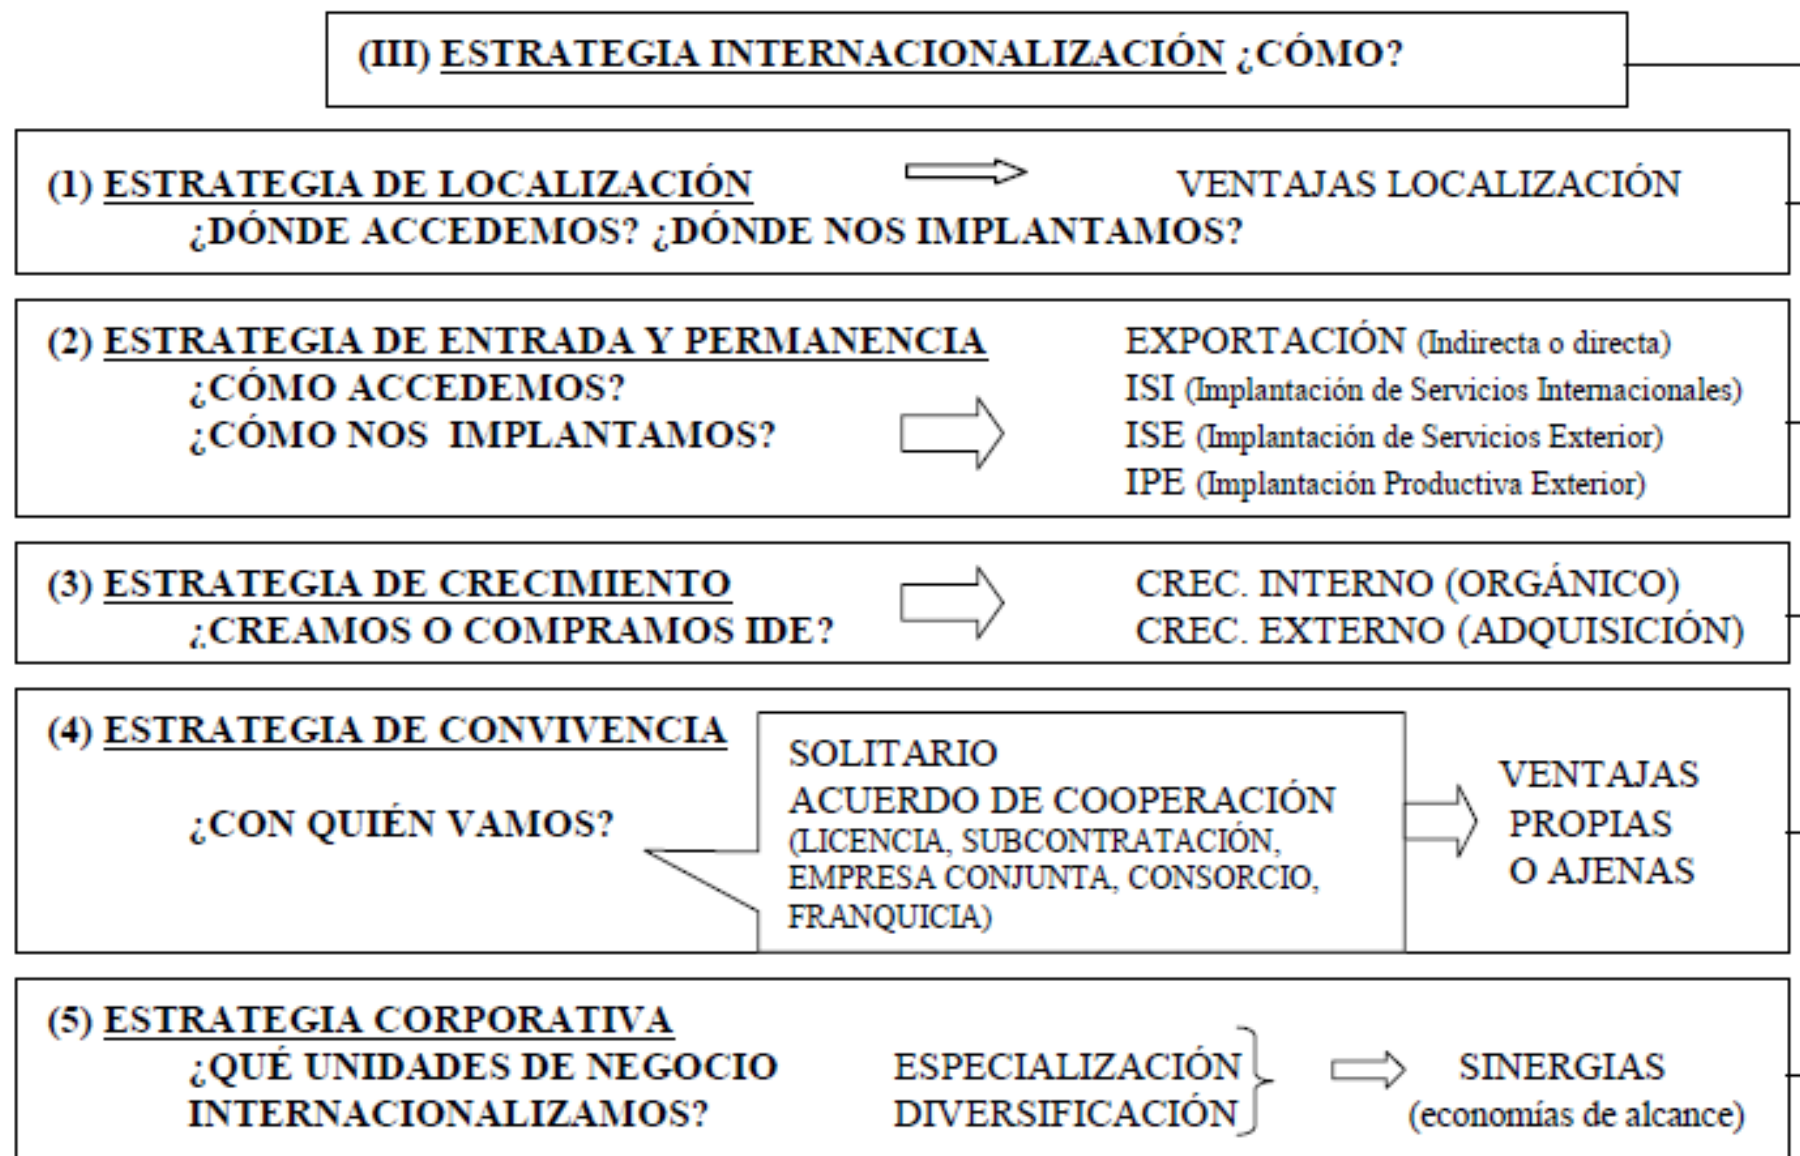 (III) ESTRATEGIA INTERNACIONALIZACIÓN ¿CÓMO?
(1) ESTRATEGIA DE LOCALIZACIÓN VENTAJAS LOCALIZACIÓN
¿DÓNDE ACCEDEMOS? ¿DÓNDE NOS IMPLANTAMOS?
(2) ESTRATEGIA DE ENTRADA Y PERMANENCIA EXPORTACIÓN (Indirecta o directa)
¿CÓMO ACCEDEMOS? ISI (Implantación de Servicios Internacionales)
¿CÓMO NOS IMPLANTAMOS? ISE (Implantación de Servicios Exterior)
IPE (Implantación Productiva Exterior)
(3) ESTRATEGIA DE CRECIMIENTO CREC. INTERNO (ORGÁNICO)
¿CREAMOS O COMPRAMOS IDE? CREC. EXTERNO (ADQUISICIÓN)
(4) ESTRATEGIA DE CONVIVENCIA
¿CON QUIÉN VAMOS?
SOLITARIO
ACUERDO DE COOPERACIÓN
(LICENCIA, SUBCONTRATACIÓN,
EMPRESA CONJUNTA, CONSORCIO,
FRANQUICIA)
VENTAJAS
PROPIAS
O AJENAS
(5) ESTRATEGIA CORPORATIVA
¿QUÉ UNIDADES DE NEGOCIO ESPECIALIZACIÓN SINERGIAS
INTERNACIONALIZAMOS? DIVERSIFICACIÓN (economías de alcance)